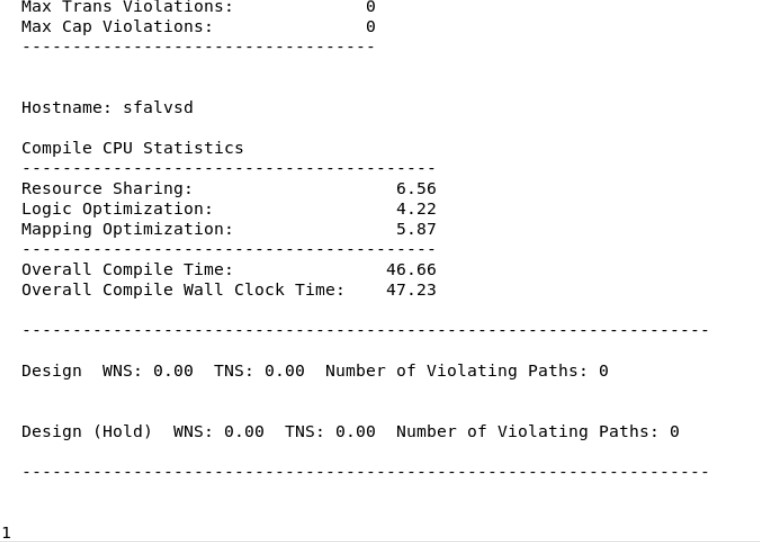 Max Trans Violations: 0
Max Cap Violations: 0
-----------------------------------
Hostname: sfalvsd
Compile CPU Statistics
-----------------------------------------
Resource Sharing: 6.56
Logic Optimization: 4.22
Mapping Optimization: 5.87
-----------------------------------------
Overall Compile Time: 46.66
Overall Compile Wall Clock Time: 47.23
--------------------------------------------------------------------
Design WNS: 0.00 TNS: 0.00 Number of Violating Paths: 0
Design (Hold) WNS: 0.00 TNS: 0.00 Number of Violating Paths: 0
--------------------------------------------------------------------
1